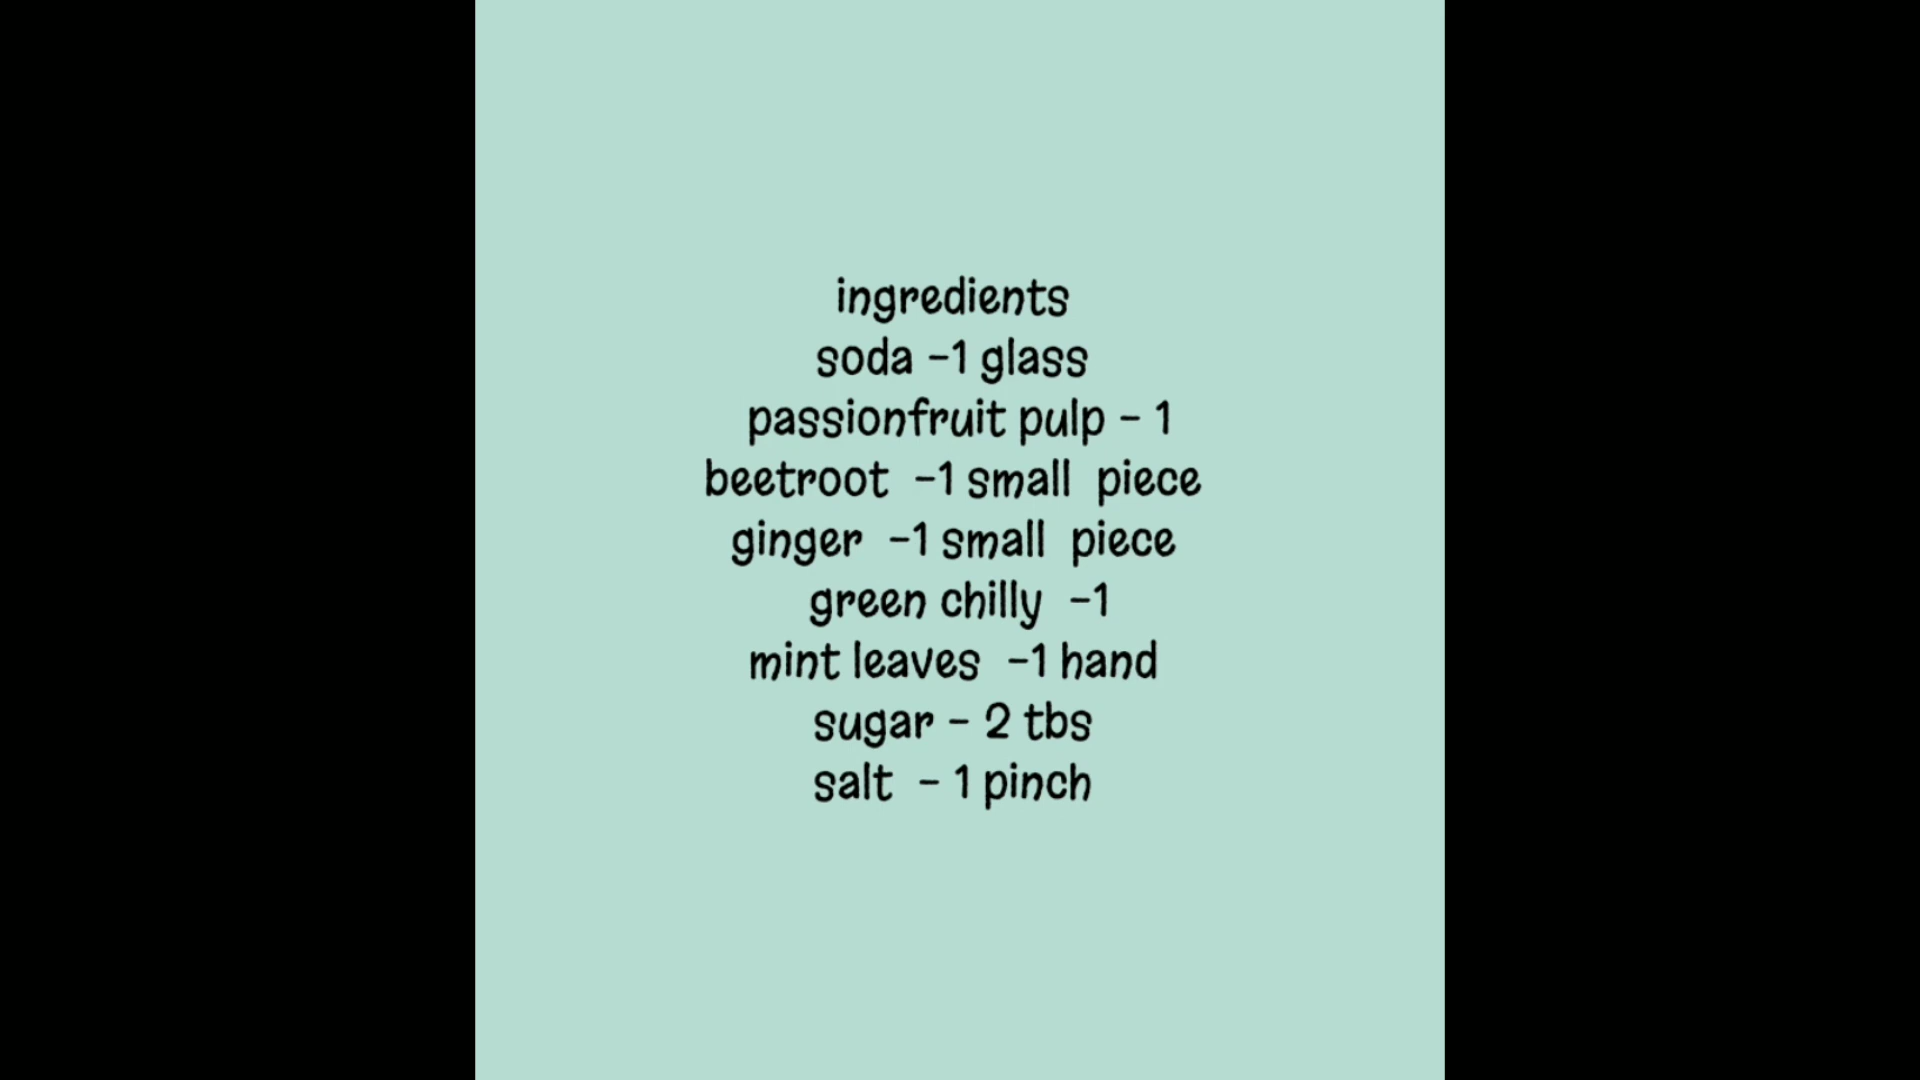 ingredients
soda -1 glass
passionfruit pulp - 1
beetroot -1 small piece
ginger -1 small piece
green chilly -1
mint leaves -1 hand
sugar - 2 tbs
salt - 1 pinch